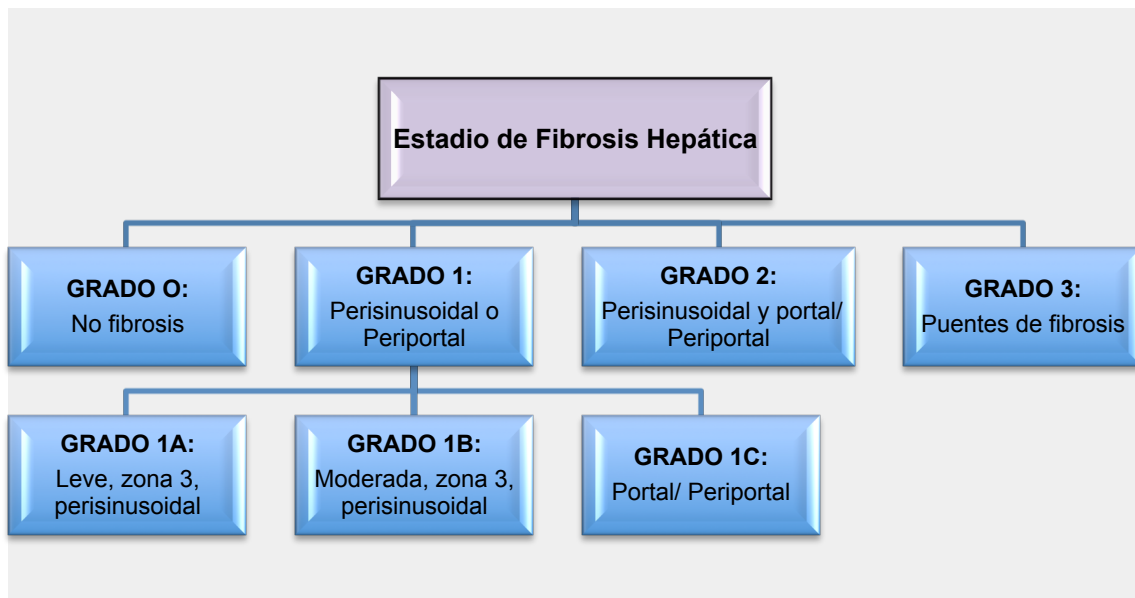 Estadio de Fibrosis Hepática
GRADO O:
No fibrosis
GRADO 1:
Perisinusoidal o
Periportal
GRADO 2:
Perisinusoidal y portal/
Periportal
GRADO 3:
Puentes de fibrosis
GRADO 1A:
Leve, zona 3,
perisinusoidal
GRADO 1B:
Moderada, zona 3,
perisinusoidal
GRADO 1C:
Portal/ Periportal